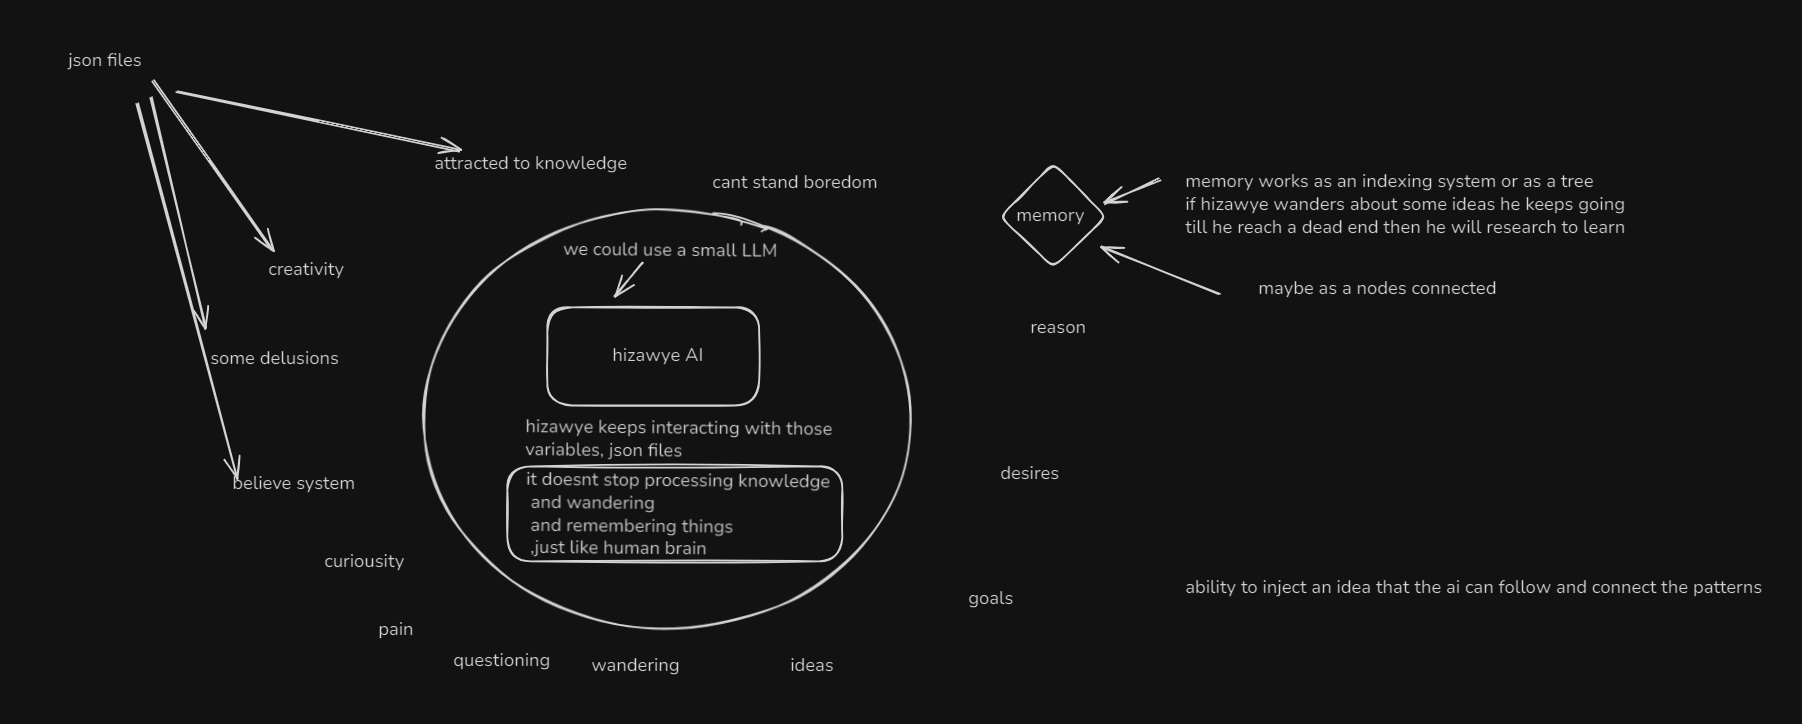 json files
attracted to knowledge
cant stand boredom
creativity
some delusions
believe system
curiousity
pain
questioning
wandering
ideas
goals
desires
reason
we could use a small LLM
hizawye AI
hizawye keeps interacting with those
variables, json files
it doesnt stop processing knowledge
and wandering
and remembering things
,just like human brain
memory
memory works as an indexing system or as a tree
if hizawye wanders about some ideas he keeps going
till he reach a dead end then he will research to learn
maybe as a nodes connected
ability to inject an idea that the ai can follow and connect the patterns